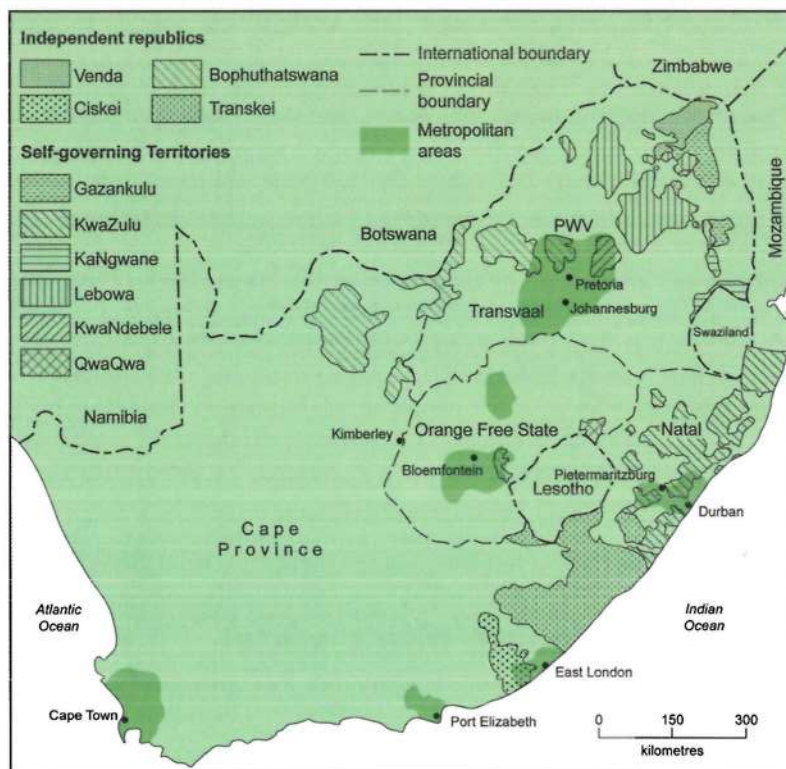 Independent republics
Venda
Bophuthatswana
Ciskei
Transkei
Self-governing Territories
Gazankulu
KwaZulu
KaNgwane
Lebowa
KwaNdebele
QwaQwa
International boundary
Provincial
boundary
Metropolitan
areas
Zimbabwe
Mozambique
Botswana
PWV
Pretoria
Johannesburg
Transvaal
Swaziland
Namibia
Kimberley
Orange Free State
Natal
Bloemfontein
Pietermaritzburg
Lesotho
Durban
Cape
Province
Atlantic
Ocean
Indian
Ocean
East London
Cape Town
Port Elizabeth
0 150 300
kilometres